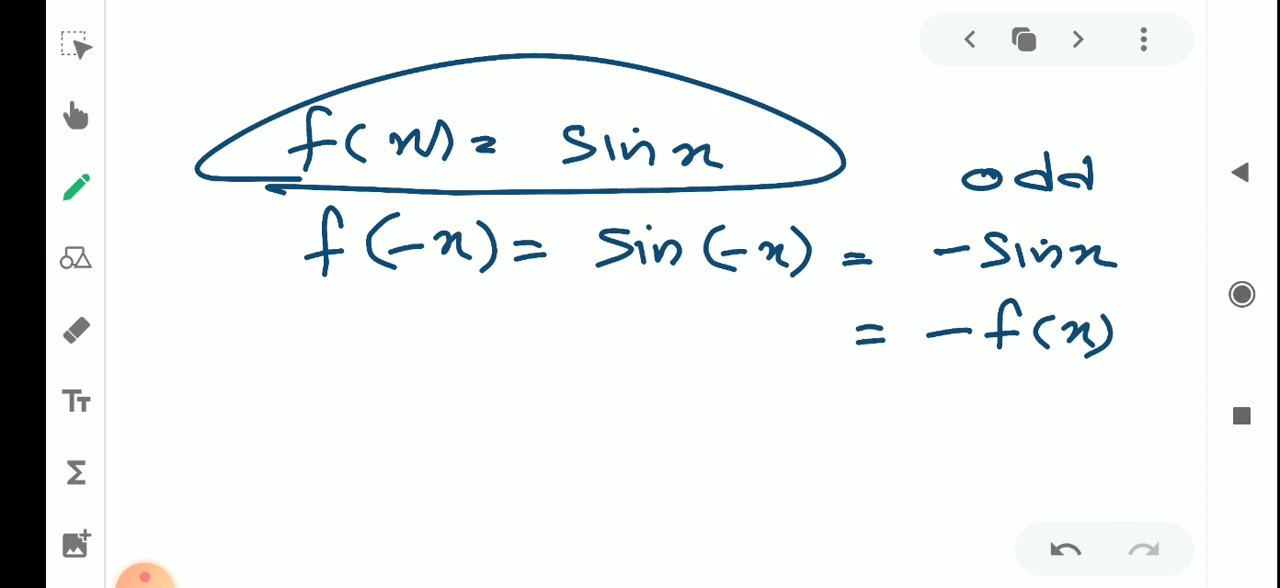 f(x) = sin x
odd
f(-x) = sin(-x) = - sin x
= - f(x)